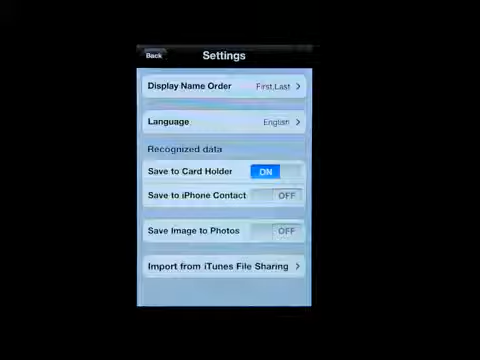 Back
Settings
Display Name Order First,Last
Language English
Recognized data
Save to Card Holder ON
Save to iPhone Contact OFF
Save Image to Photos OFF
Import from iTunes File Sharing